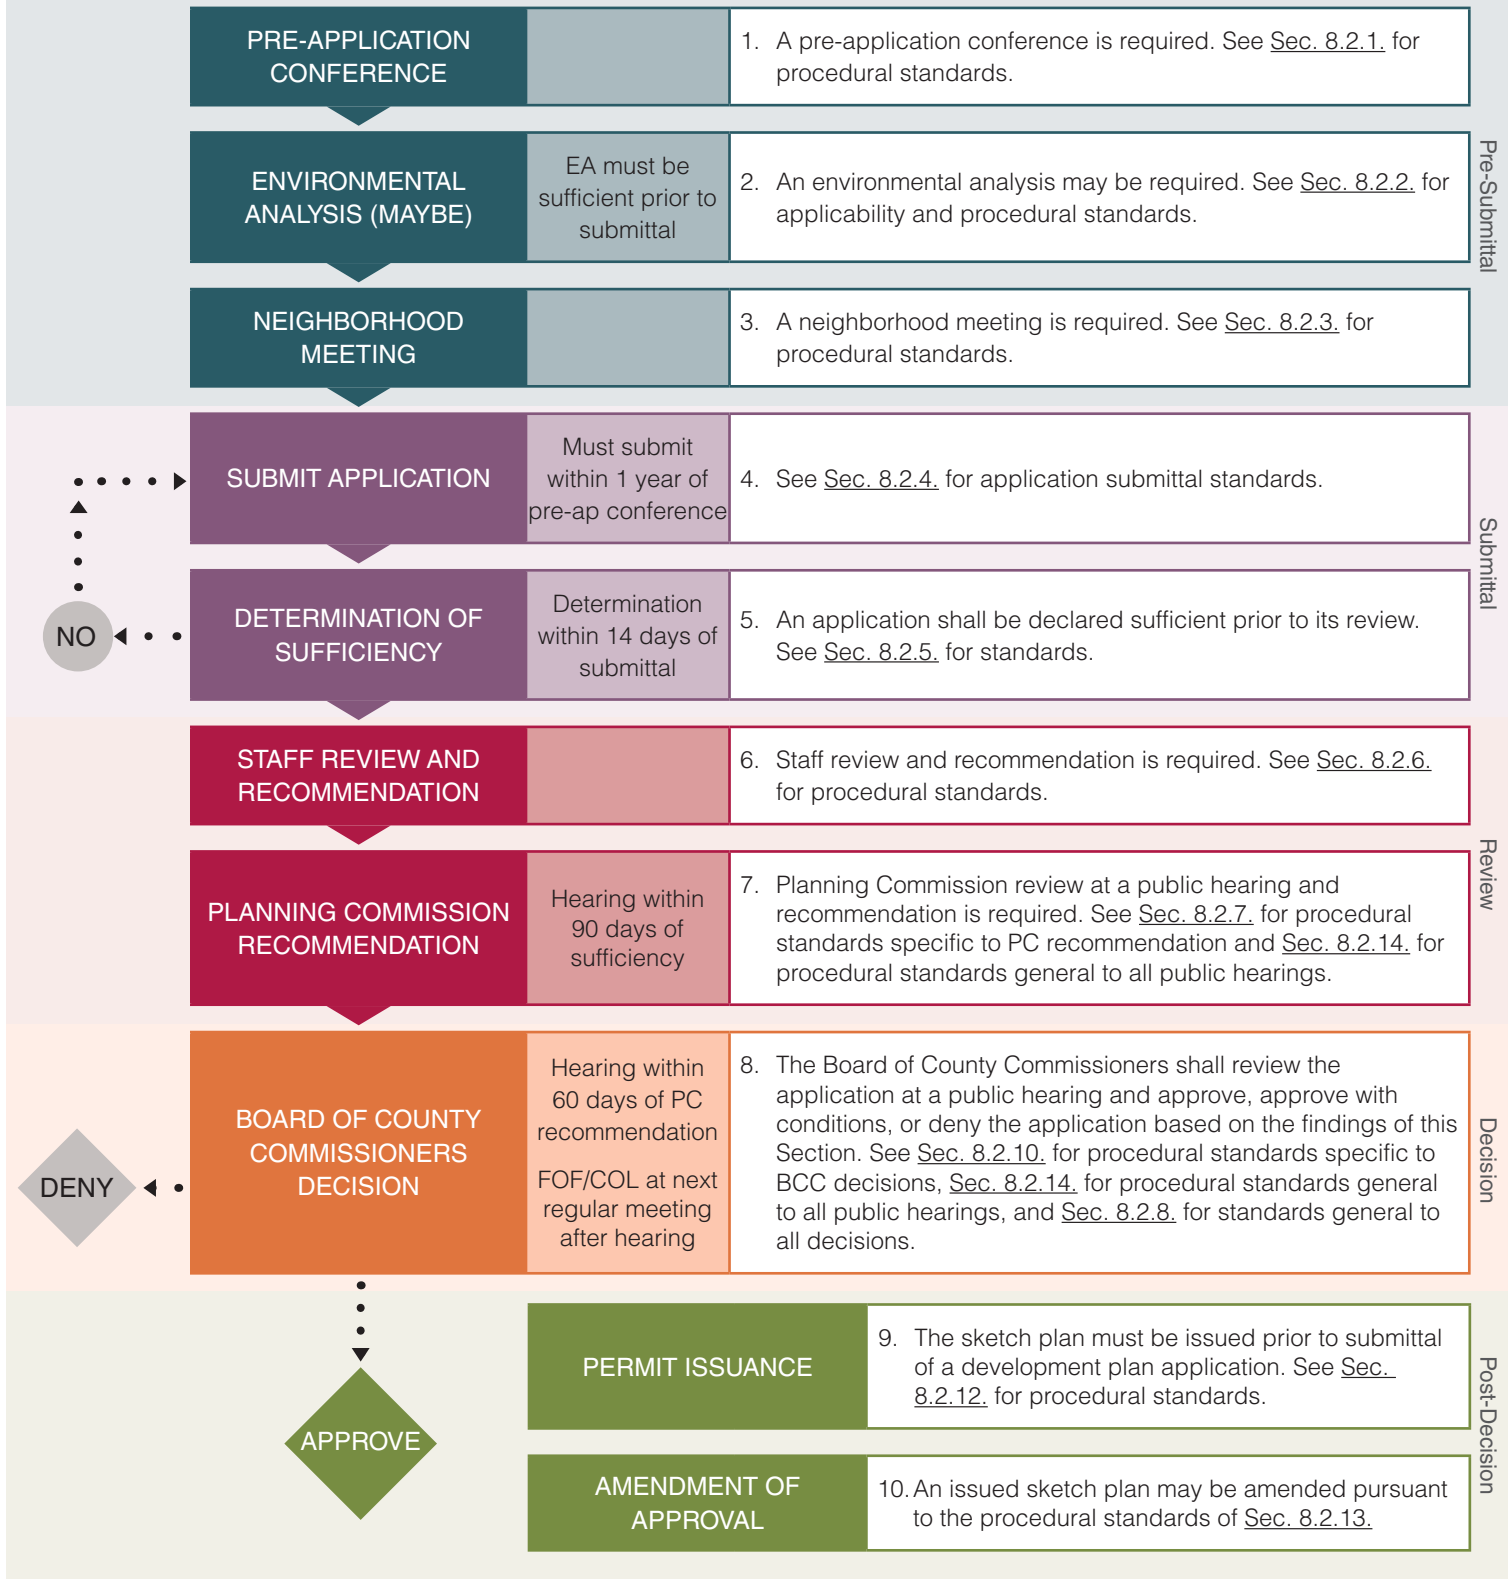 PRE-APPLICATION
CONFERENCE
1. A pre-application conference is required. See Sec. 8.2.1. for
procedural standards.
ENVIRONMENTAL
ANALYSIS (MAYBE)
EA must be
sufficient prior to
submittal
2. An environmental analysis may be required. See Sec. 8.2.2. for
applicability and procedural standards.
NEIGHBORHOOD
MEETING
3. A neighborhood meeting is required. See Sec. 8.2.3. for
procedural standards.
Pre-Submittal
SUBMIT APPLICATION
Must submit
within 1 year of
pre-ap conference
4. See Sec. 8.2.4. for application submittal standards.
NO
DETERMINATION OF
SUFFICIENCY
Determination
within 14 days of
submittal
5. An application shall be declared sufficient prior to its review.
See Sec. 8.2.5. for standards.
Submittal
STAFF REVIEW AND
RECOMMENDATION
6. Staff review and recommendation is required. See Sec. 8.2.6.
for procedural standards.
PLANNING COMMISSION
RECOMMENDATION
Hearing within
90 days of
sufficiency
7. Planning Commission review at a public hearing and
recommendation is required. See Sec. 8.2.7. for procedural
standards specific to PC recommendation and Sec. 8.2.14. for
procedural standards general to all public hearings.
Review
DENY
BOARD OF COUNTY
COMMISSIONERS
DECISION
Hearing within
60 days of PC
recommendation
FOF/COL at next
regular meeting
after hearing
8. The Board of County Commissioners shall review the
application at a public hearing and approve, approve with
conditions, or deny the application based on the findings of this
Section. See Sec. 8.2.10. for procedural standards specific to
BCC decisions, Sec. 8.2.14. for procedural standards general
to all public hearings, and Sec. 8.2.8. for standards general to
all decisions.
Decision
APPROVE
PERMIT ISSUANCE
9. The sketch plan must be issued prior to submittal
of a development plan application. See Sec.
8.2.12. for procedural standards.
AMENDMENT OF
APPROVAL
10. An issued sketch plan may be amended pursuant
to the procedural standards of Sec. 8.2.13.
Post-Decision